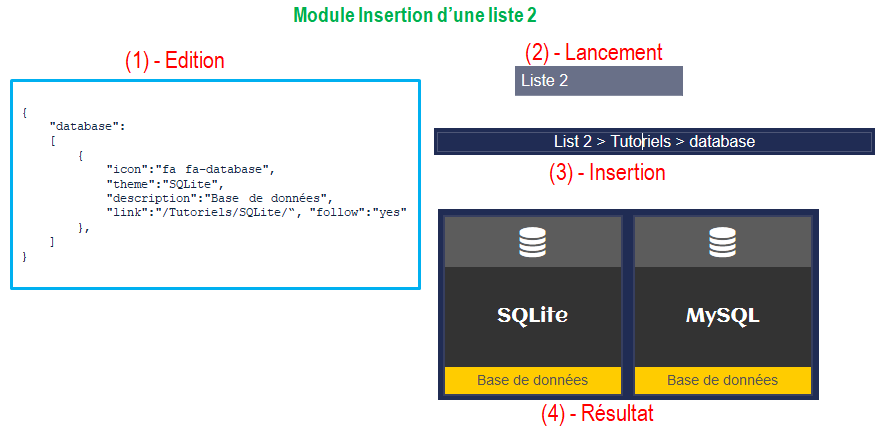 Module Insertion d’une liste 2
(1) - Edition
{
"database":
[
{
"icon":"fa fa-database",
"theme":"SQLite",
"description":"Base de données",
"link":"/Tutoriels/SQLite/“, "follow":"yes"
},
]
}
(2) - Lancement
Liste 2
List 2 > Tutoriels > database
(3) - Insertion
SQLite
Base de données
MySQL
Base de données
(4) - Résultat